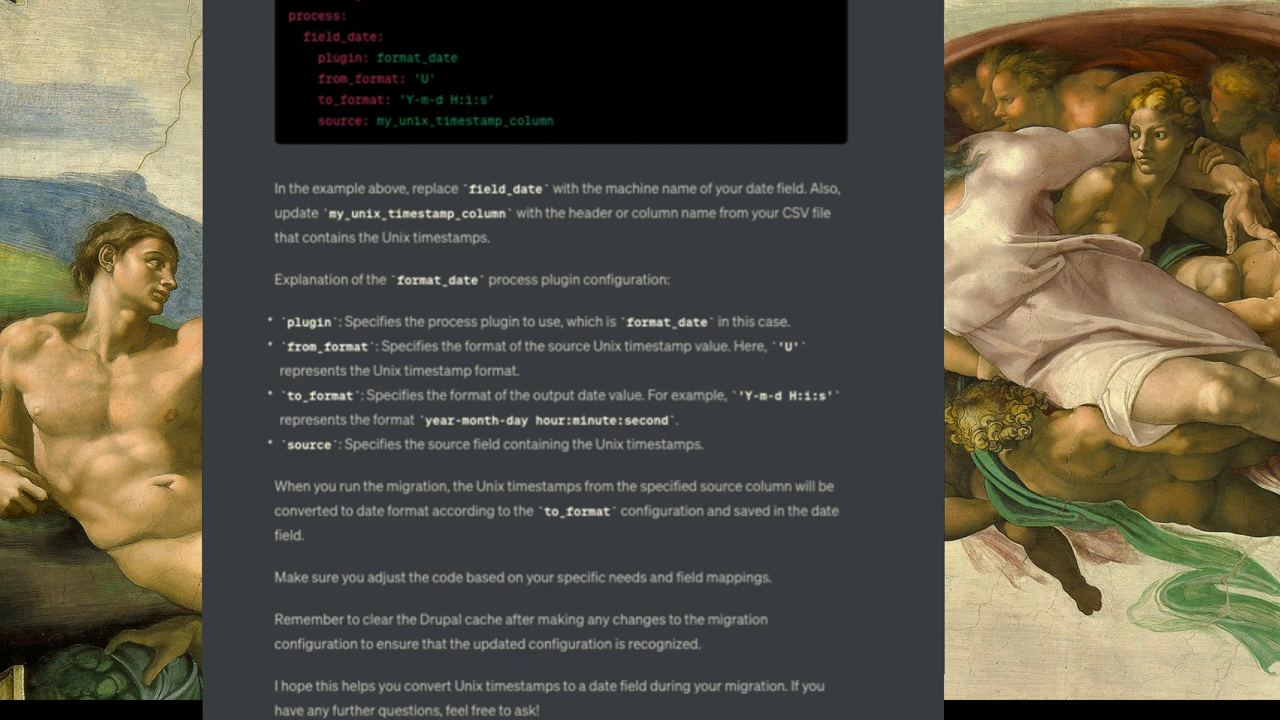 process:
field_date:
plugin: format_date
from_format: 'U'
to_format: 'Y-m-d H:i:s'
source: my_unix_timestamp_column
In the example above, replace `field_date` with the machine name of your date field. Also,
update `my_unix_timestamp_column` with the header or column name from your CSV file
that contains the Unix timestamps.
Explanation of the `format_date` process plugin configuration:
• `plugin`: Specifies the process plugin to use, which is `format_date` in this case.
• `from_format`: Specifies the format of the source Unix timestamp value. Here, `'U'`
represents the Unix timestamp format.
• `to_format`: Specifies the format of the output date value. For example, `'Y-m-d H:i:s'`
represents the format `year-month-day hour:minute:second`.
• `source`: Specifies the source field containing the Unix timestamps.
When you run the migration, the Unix timestamps from the specified source column will be
converted to date format according to the `to_format` configuration and saved in the date
field.
Make sure you adjust the code based on your specific needs and field mappings.
Remember to clear the Drupal cache after making any changes to the migration
configuration to ensure that the updated configuration is recognized.
I hope this helps you convert Unix timestamps to a date field during your migration. If you
have any further questions, feel free to ask!